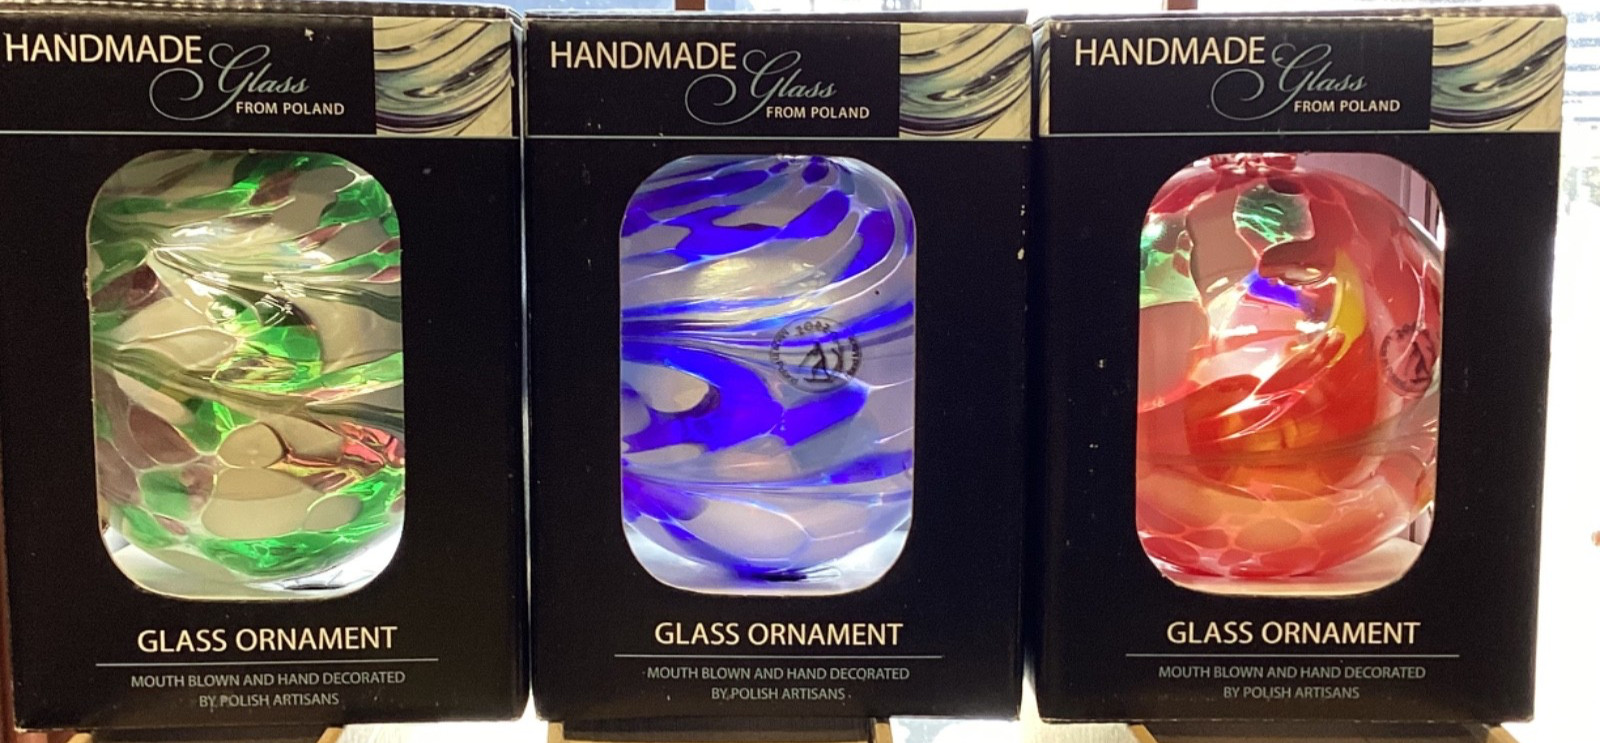 HANDMADE
Glass
FROM POLAND
GLASS ORNAMENT
MOUTH BLOWN AND HAND DECORATED
BY POLISH ARTISANS
HANDMADE
Glass
FROM POLAND
GLASS ORNAMENT
MOUTH BLOWN AND HAND DECORATED
BY POLISH ARTISANS
HANDMADE
Glass
FROM POLAND
GLASS ORNAMENT
MOUTH BLOWN AND HAND DECORATED
BY POLISH ARTISANS